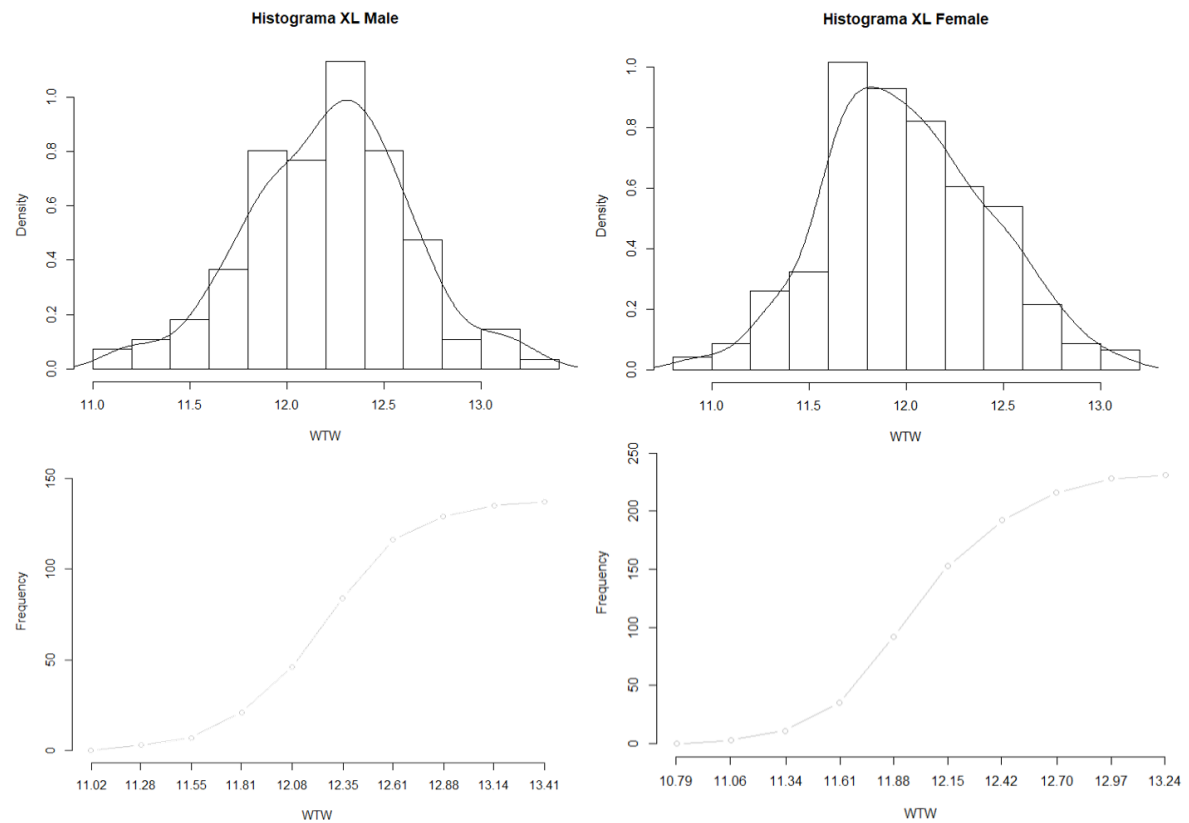 Histograma XL Male
Density
0.0 0.2 0.4 0.6 0.8 1.0
11.0 11.5 12.0 12.5 13.0
WTW
Histograma XL Female
Density
0.0 0.2 0.4 0.6 0.8 1.0
11.0 11.5 12.0 12.5 13.0
WTW
Frequency
0 50 100 150
11.02 11.28 11.55 11.81 12.08 12.35 12.61 12.88 13.14 13.41
WTW
Frequency
0 50 100 150 200 250
10.79 11.06 11.34 11.61 11.88 12.15 12.42 12.70 12.97 13.24
WTW